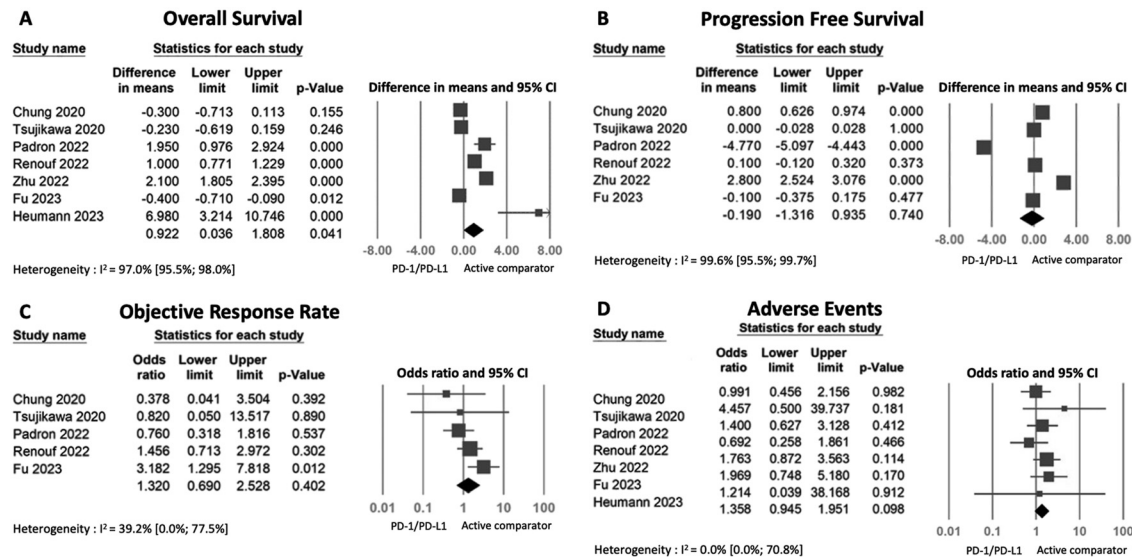 A Overall Survival
Study name Statistics for each study
Difference in means Lower limit Upper limit p-Value Difference in means and 95% CI
Chung 2020 -0.300 -0.713 0.113 0.155
Tsujikawa 2020 -0.230 -0.619 0.159 0.246
Padron 2022 1.950 0.976 2.924 0.000
Renouf 2022 1.000 0.771 1.229 0.000
Zhu 2022 2.100 1.805 2.395 0.000
Fu 2023 -0.400 -0.710 -0.090 0.012
Heumann 2023 6.980 3.214 10.746 0.000
0.922 0.036 1.808 0.041
-8.00 -4.00 0.00 4.00 8.00
PD-1/PD-L1 Active comparator
Heterogeneity : I² = 97.0% [95.5%; 98.0%]
B Progression Free Survival
Study name Statistics for each study
Difference in means Lower limit Upper limit p-Value Difference in means and 95% CI
Chung 2020 0.800 0.626 0.974 0.000
Tsujikawa 2020 0.000 -0.028 0.028 1.000
Padron 2022 -4.770 -5.097 -4.443 0.000
Renouf 2022 0.100 -0.120 0.320 0.373
Zhu 2022 2.800 2.524 3.076 0.000
Fu 2023 -0.100 -0.375 0.175 0.477
-0.190 -1.316 0.935 0.740
-8.00 -4.00 0.00 4.00 8.00
PD-1/PD-L1 Active comparator
Heterogeneity : I² = 99.6% [95.5%; 99.7%]
C Objective Response Rate
Study name Statistics for each study
Odds ratio Lower limit Upper limit p-Value Odds ratio and 95% CI
Chung 2020 0.378 0.041 3.504 0.392
Tsujikawa 2020 0.820 0.050 13.517 0.890
Padron 2022 0.760 0.318 1.816 0.537
Renouf 2022 1.456 0.713 2.972 0.302
Fu 2023 3.182 1.295 7.818 0.012
1.320 0.690 2.528 0.402
0.01 0.1 1 10 100
PD-1/PD-L1 Active comparator
Heterogeneity : I² = 39.2% [0.0%; 77.5%]
D Adverse Events
Study name Statistics for each study
Odds ratio Lower limit Upper limit p-Value Odds ratio and 95% CI
Chung 2020 0.991 0.456 2.156 0.982
Tsujikawa 2020 4.457 0.500 39.737 0.181
Padron 2022 1.400 0.627 3.128 0.412
Renouf 2022 0.692 0.258 1.861 0.466
Zhu 2022 1.763 0.872 3.563 0.114
Fu 2023 1.969 0.748 5.180 0.170
Heumann 2023 1.214 0.039 38.168 0.912
1.358 0.945 1.951 0.098
0.01 0.1 1 10 100
PD-1/PD-L1 Active comparator
Heterogeneity : I² = 0.0% [0.0%; 70.8%]